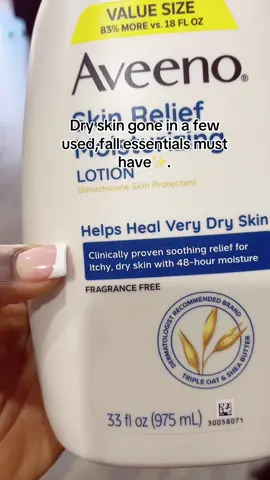 VALUE SIZE
83% MORE vs. 18 FL OZ
Aveeno®
Skin Relief
Dry skin gone in a few
used,fall essentials must
have✨.
Moisturizing
LOTION
Dimethicone Skin Protectant
Helps Heal Very Dry Skin
Clinically proven soothing relief for
itchy, dry skin with 48-hour moisture
FRAGRANCE FREE
DERMATOLOGIST RECOMMENDED BRAND
TRIPLE OAT & SHEA BUTTER
33 fl oz (975 mL)
30058071